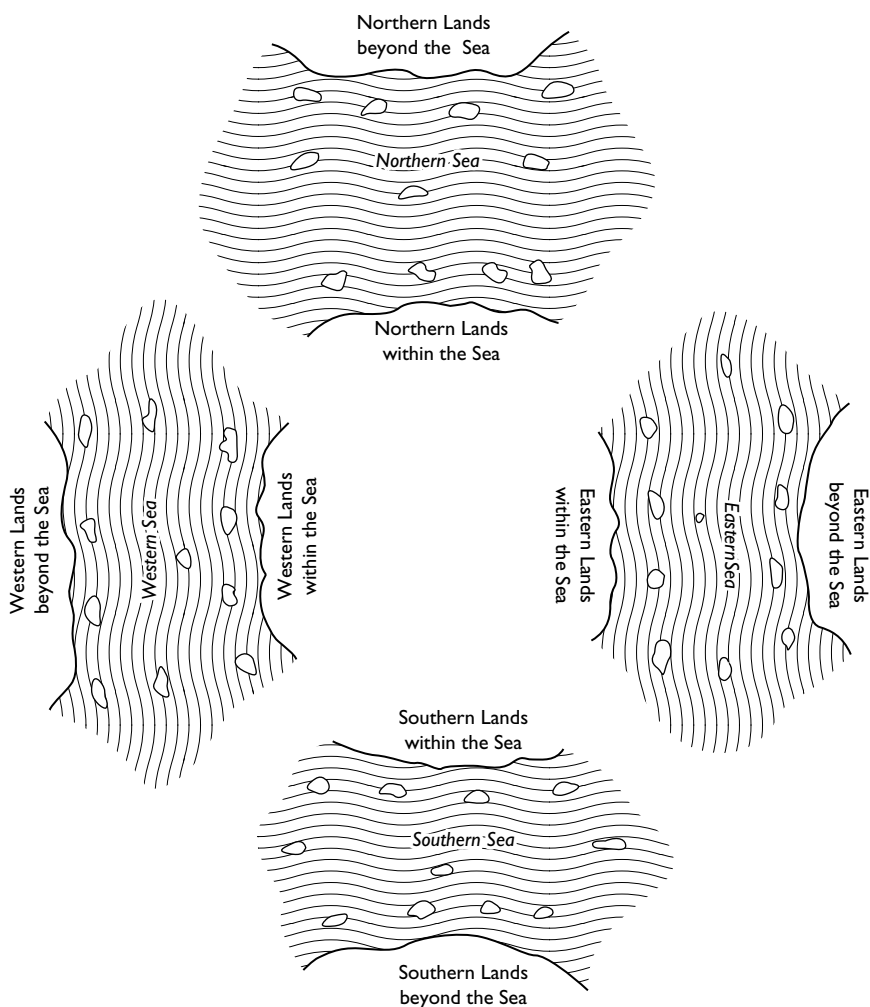 Northern Lands
beyond the Sea
Northern Sea
Northern Lands
within the Sea
Western Lands
beyond the Sea
Western Sea
Western Lands
within the Sea
Eastern Lands
within the Sea
Eastern Sea
Eastern Lands
beyond the Sea
Southern Lands
within the Sea
Southern Sea
Southern Lands
beyond the Sea